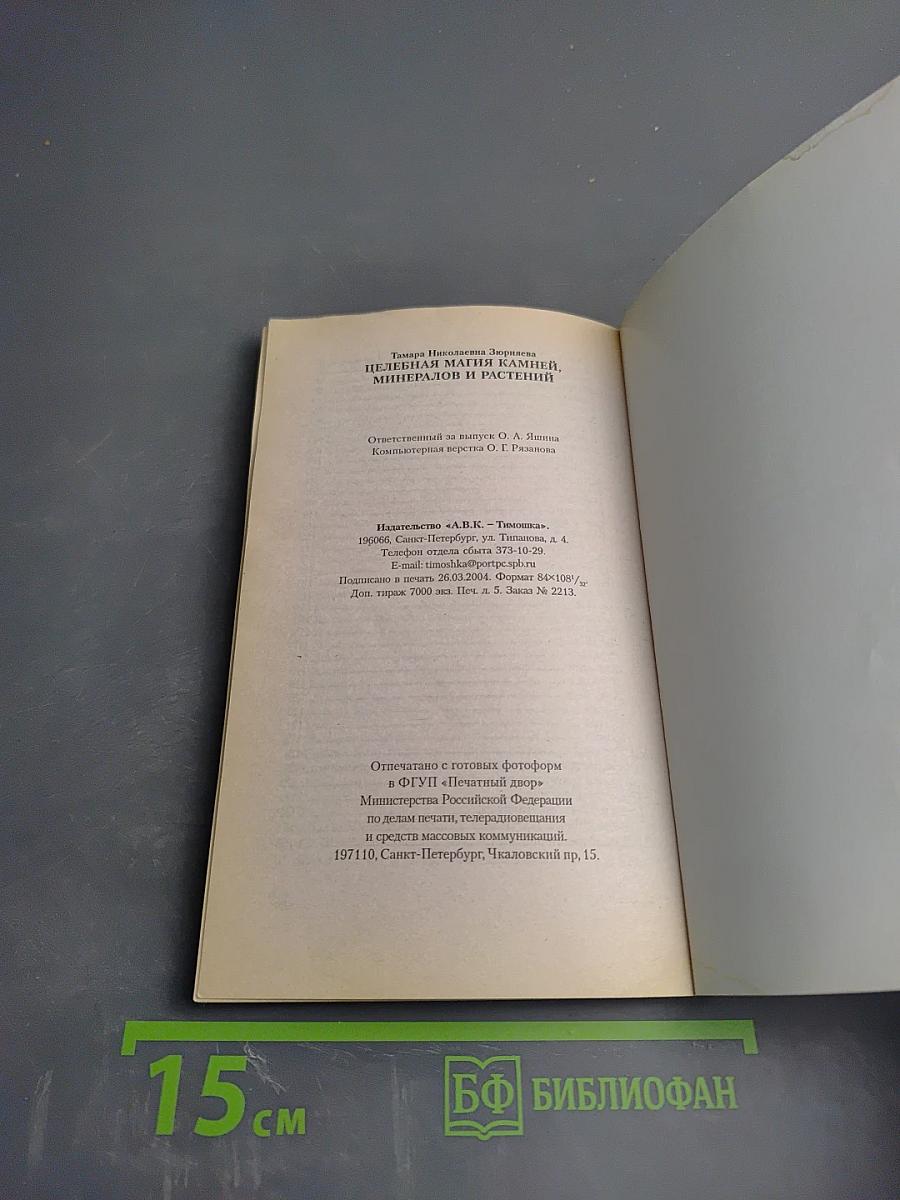 Тамара Николаевна Зюрняева
ЦЕЛЕБНАЯ МАГИЯ КАМНЕЙ,
МИНЕРАЛОВ И РАСТЕНИЙ
Ответственный за выпуск О. А. Яшина
Компьютерная верстка О. Г. Рязанова
Издательство «А.В.К. – Тимошка».
196066, Санкт-Петербург, ул. Типанова, д. 4.
Телефон отдела сбыта 373-10-29.
E-mail: timoshka@portpc.spb.ru
Подписано в печать 26.03.2004. Формат 84×108¹/₃₂.
Доп. тираж 7000 экз. Печ. л. 5. Заказ № 2213.
Отпечатано с готовых фотоформ
в ФГУП «Печатный двор»
Министерства Российской Федерации
по делам печати, телерадиовещания
и средств массовых коммуникаций.
197110, Санкт-Петербург, Чкаловский пр, 15.
15 см
БФ БИБЛИОФАН